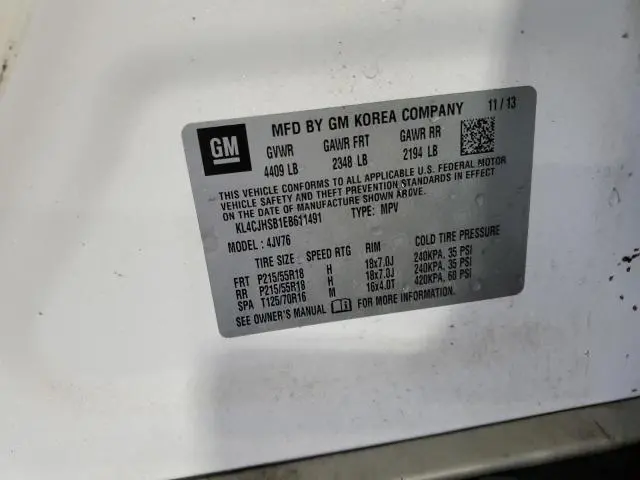 GM
MFD BY GM KOREA COMPANY 11 / 13
GVWR GAWR FRT GAWR RR
4409 LB 2348 LB 2194 LB
THIS VEHICLE CONFORMS TO ALL APPLICABLE U.S. FEDERAL MOTOR
VEHICLE SAFETY AND THEFT PREVENTION STANDARDS IN EFFECT
ON THE DATE OF MANUFACTURE SHOWN ABOVE.
KL4CJHSB1EB611491 TYPE: MPV
MODEL : 4JV76
TIRE SIZE SPEED RTG RIM COLD TIRE PRESSURE
FRT P215/55R18 H 18x7.0J 240KPA, 35 PSI
RR P215/55R18 H 18x7.0J 240KPA, 35 PSI
SPA T125/70R16 M 16x4.0T 420KPA, 60 PSI
SEE OWNER'S MANUAL FOR MORE INFORMATION.